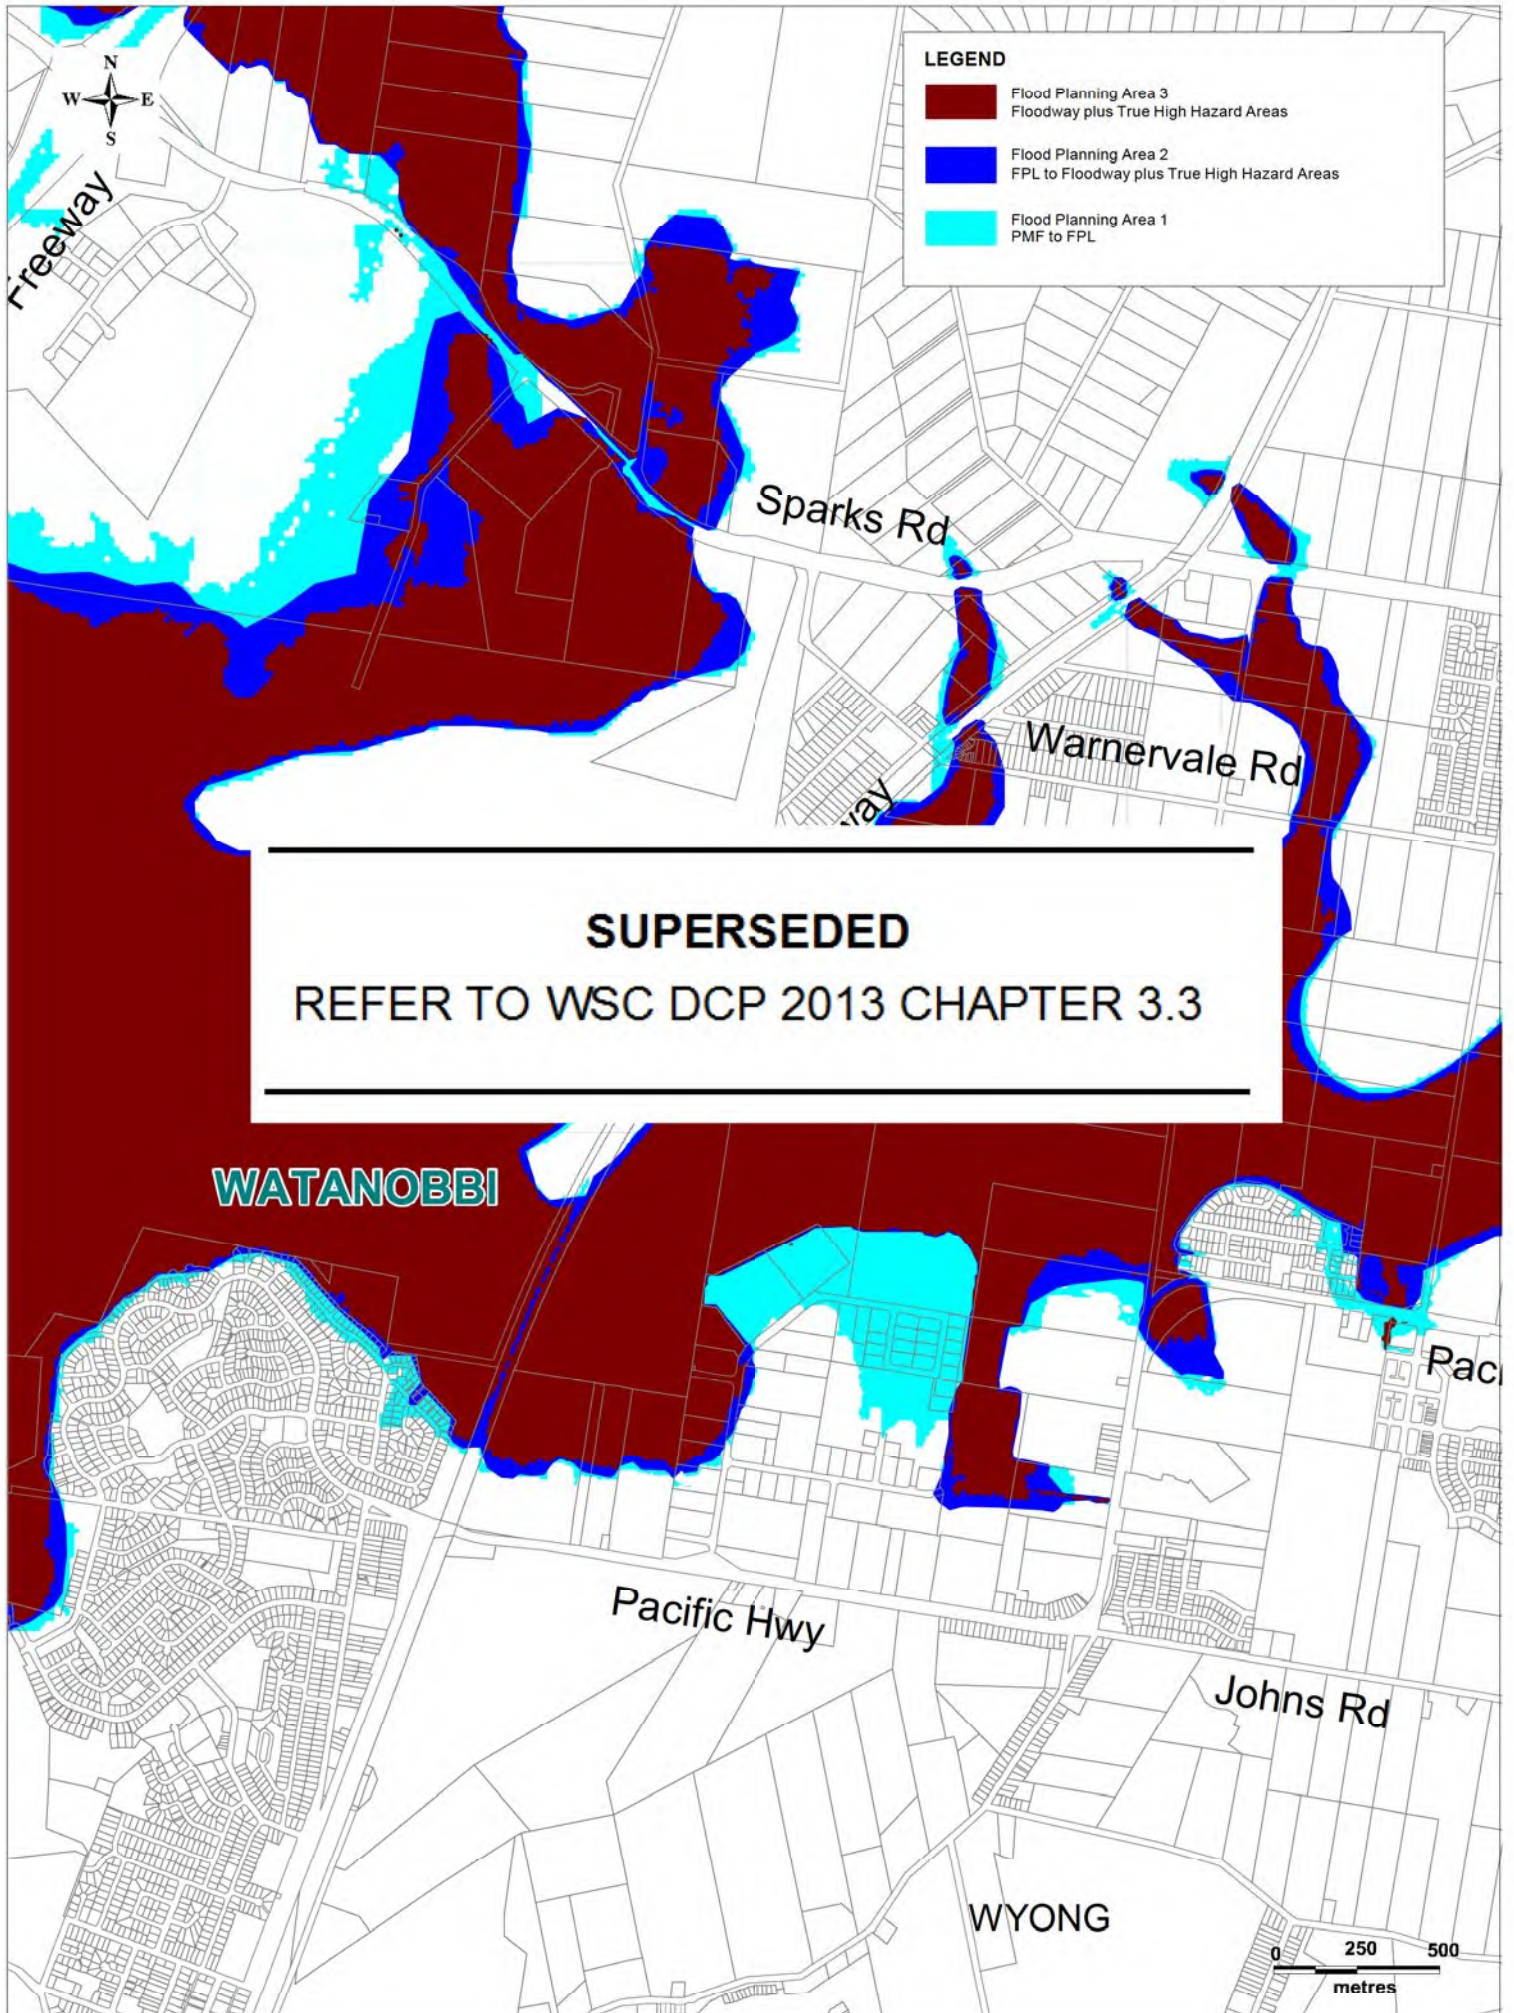 N
W E
S
LEGEND
Flood Planning Area 3
Floodway plus True High Hazard Areas
Flood Planning Area 2
FPL to Floodway plus True High Hazard Areas
Flood Planning Area 1
PMF to FPL
Freeway
Sparks Rd
Warnervale Rd
way
SUPERSEDED
REFER TO WSC DCP 2013 CHAPTER 3.3
WATANOBBI
Paci
Pacific Hwy
Johns Rd
WYONG
0 250 500
metres